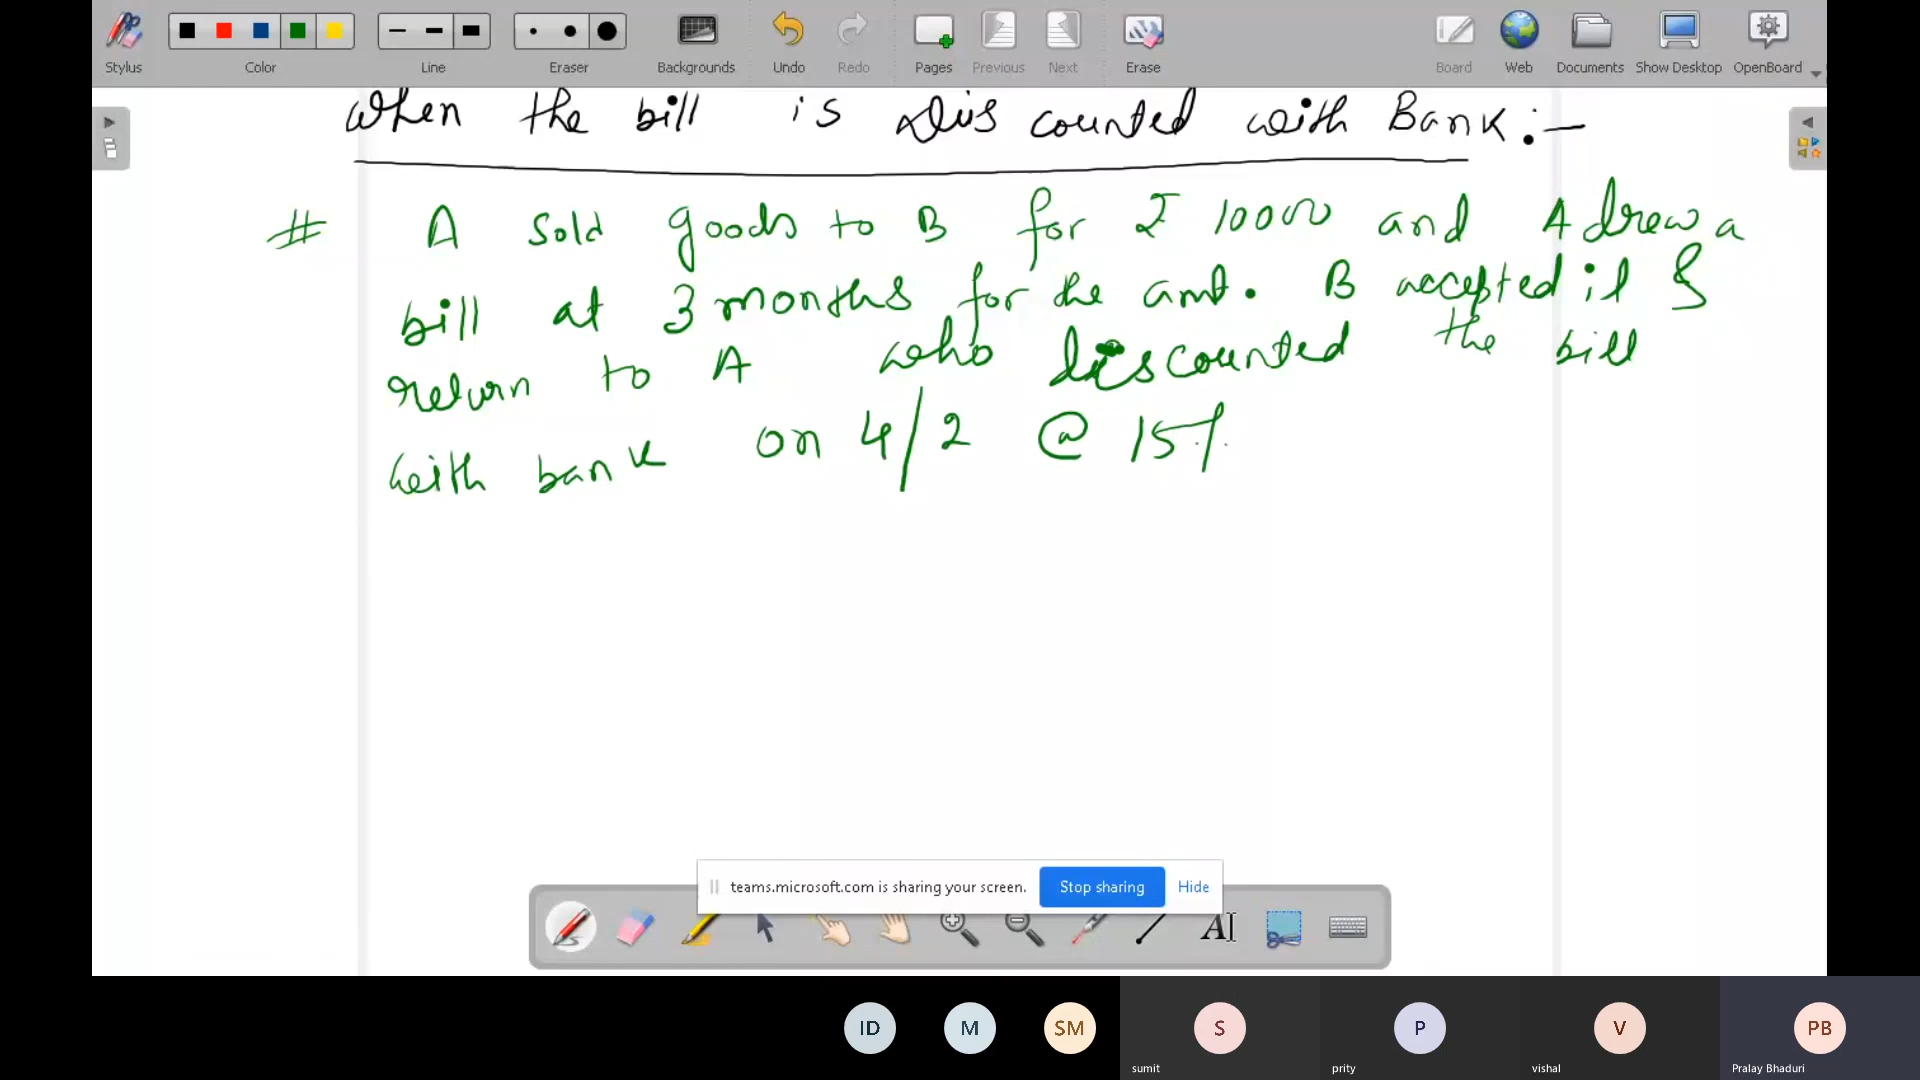 Stylus Color Line Eraser Backgrounds Undo Redo Pages Previous Next Erase Board Web Documents Show Desktop OpenBoard
When the bill is Discounted with Bank :-
# A sold goods to B for ₹ 10000 and A drew a
bill at 3 months for the amt. B accepted it &
return to A who discounted the bill
with bank on 4/2 @ 15%
teams.microsoft.com is sharing your screen. Stop sharing Hide
AI
ID M SM S P V PB
sumit prity vishal Pralay Bhaduri